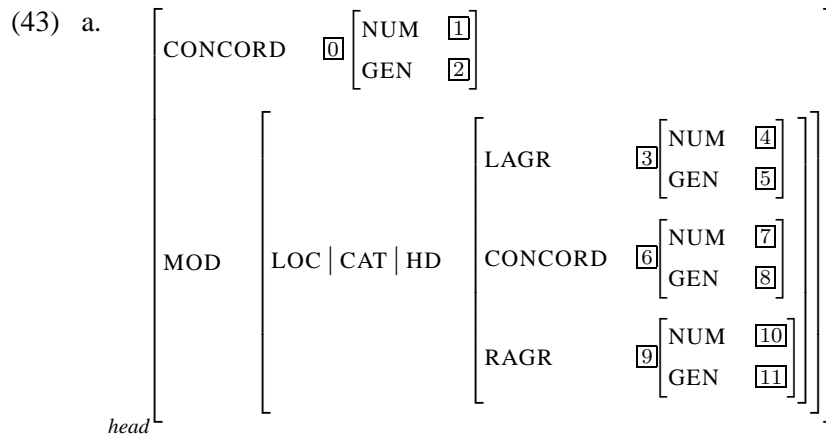 (43) a.
CONCORD 0 NUM 1
GEN 2
LAGR 3 NUM 4
GEN 5
MOD LOC | CAT | HD CONCORD 6 NUM 7
GEN 8
RAGR 9 NUM 10
GEN 11
head